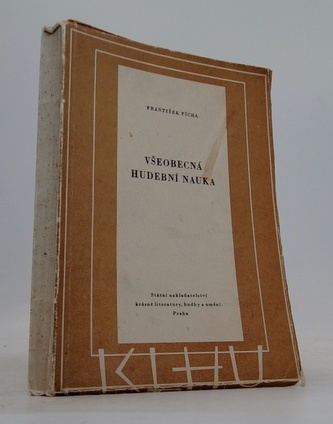 FRANTIŠEK PÍCHA
VŠEOBECNÁ
HUDEBNÍ NAUKA
Státní nakladatelství
krásné literatury, hudby a umění.
Praha
KLHU